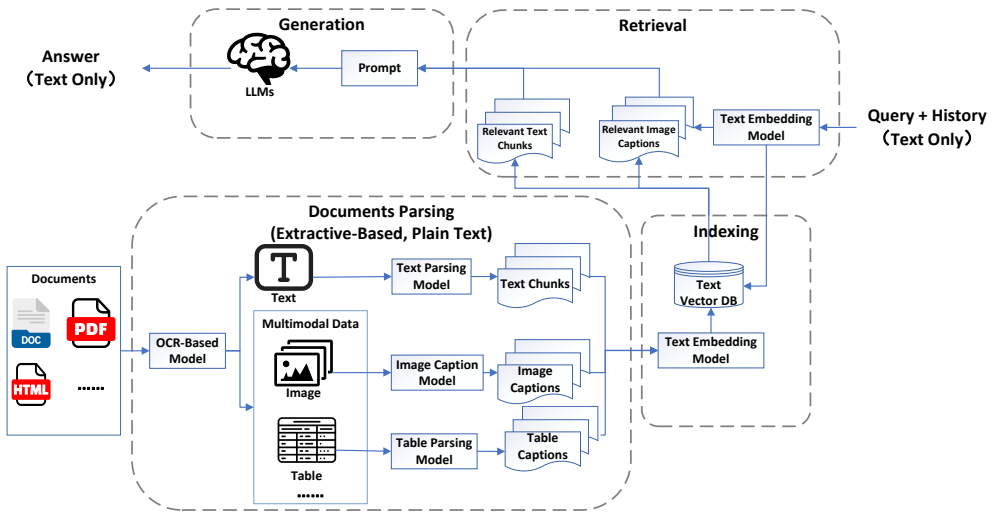 Generation
Answer
（Text Only）
LLMs
Prompt
Retrieval
Relevant Text
Chunks
Relevant Image
Captions
Text Embedding
Model
Query + History
（Text Only）
Documents Parsing
(Extractive-Based, Plain Text)
Documents
DOC
PDF
HTML
......
OCR-Based
Model
Text
Text Parsing
Model
Text Chunks
Multimodal Data
Image
Image Caption
Model
Image
Captions
Table
......
Table Parsing
Model
Table
Captions
Indexing
Text
Vector DB
Text Embedding
Model